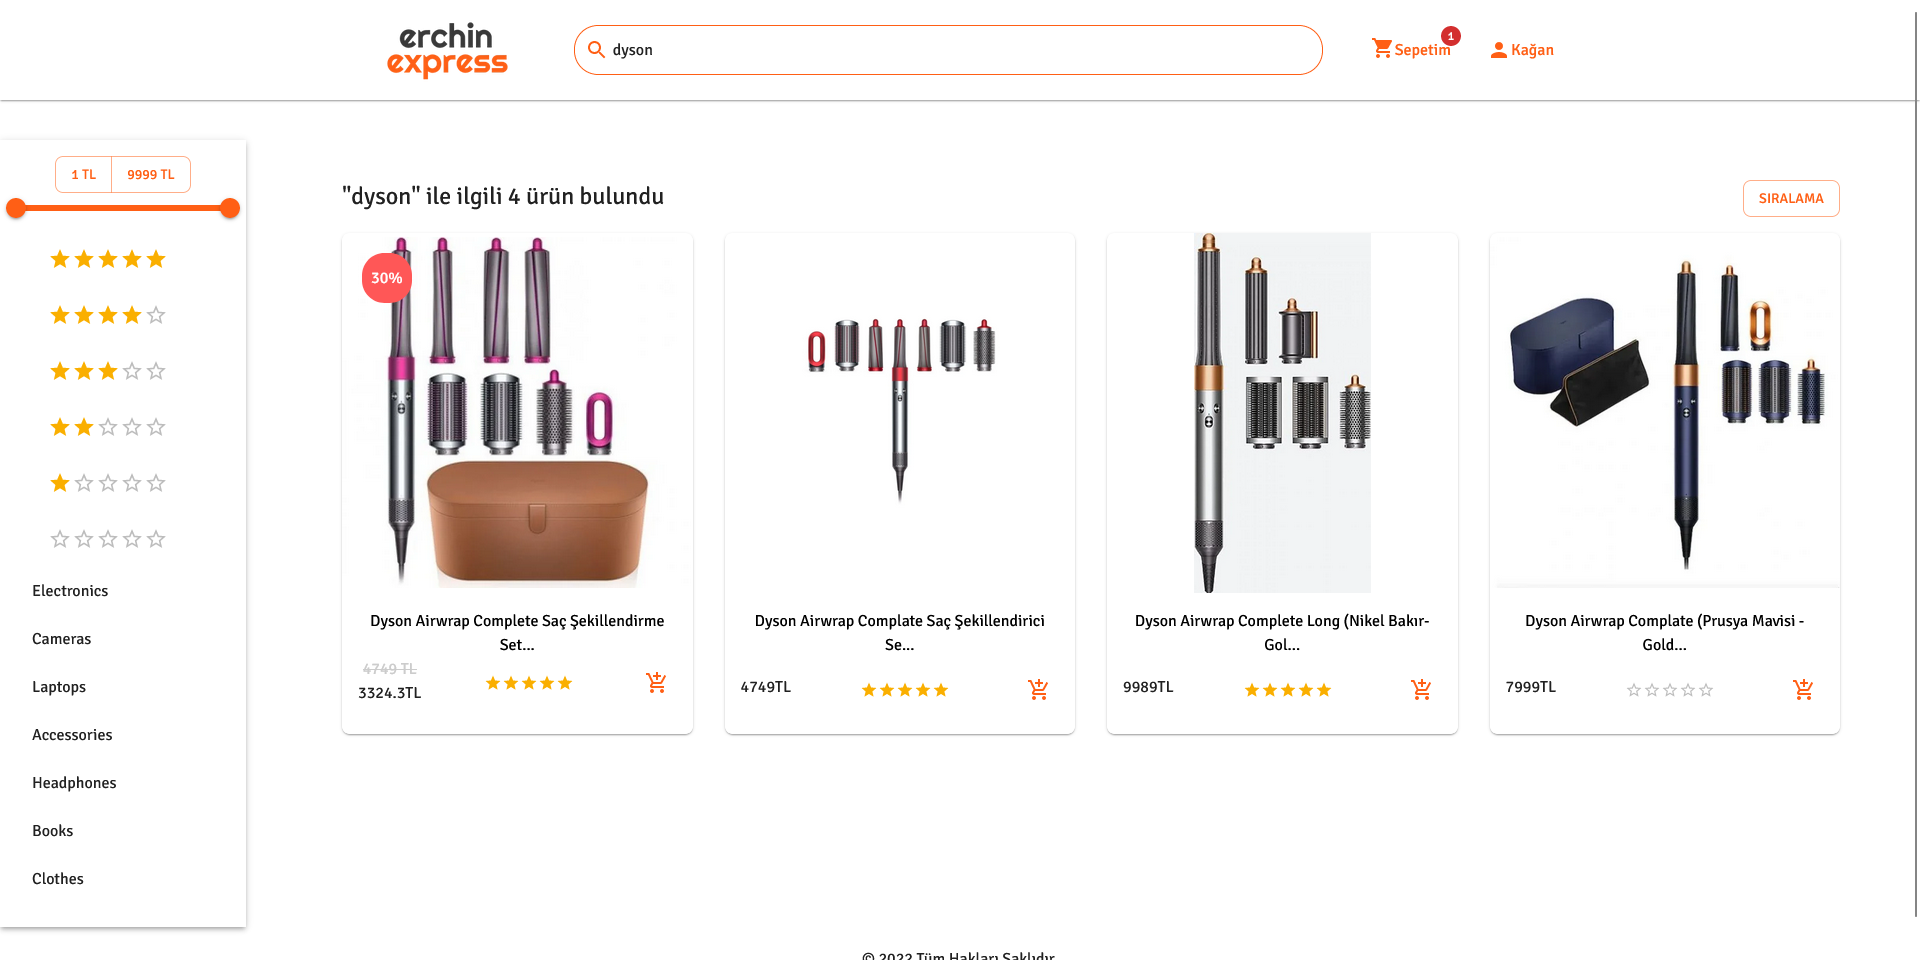 erchin
express
dyson
Sepetim
1
Kağan
1 TL
9999 TL
Electronics
Cameras
Laptops
Accessories
Headphones
Books
Clothes
"dyson" ile ilgili 4 ürün bulundu
SIRALAMA
30%
Dyson Airwrap Complete Saç Şekillendirme
Set...
4749 TL
3324.3TL
Dyson Airwrap Complate Saç Şekillendirici
Se...
4749TL
Dyson Airwrap Complete Long (Nikel Bakır-
Gol...
9989TL
Dyson Airwrap Complate (Prusya Mavisi -
Gold...
7999TL
© 2022 Tüm Hakları Saklıdır